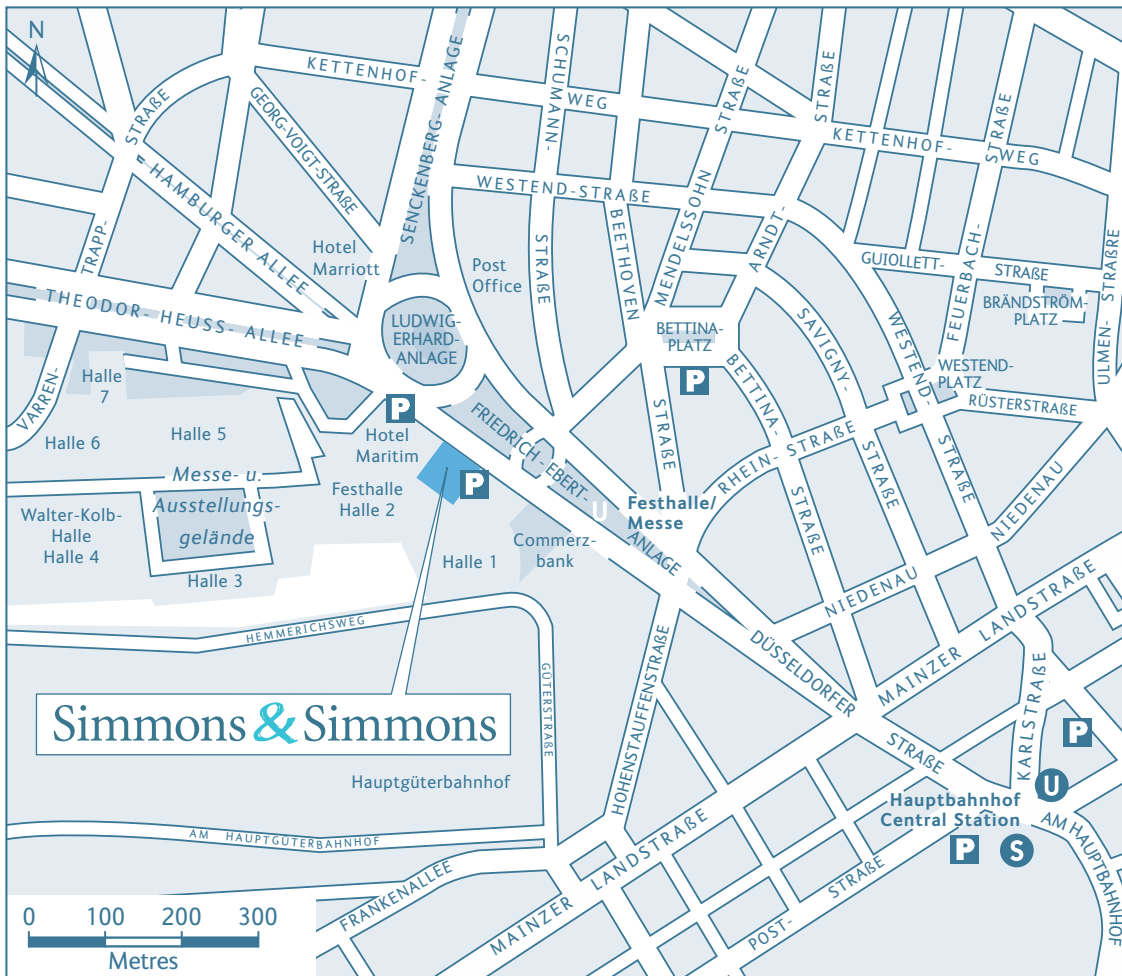 N
KETTENHOF-
WEG
KETTENHOF-
WEG
SENCKENBERG-ANLAGE
SCHUMANN-
STRAßE
GEORG-VOIGT-STRAßE
TRAPP-
STRAßE
HAMBURGER ALLEE
THEODOR- HEUSS- ALLEE
VARREN-
WESTEND-STRAßE
BEETHOVEN
STRAßE
MENDELSSOHN
STRAßE
ARNDT-
STRAßE
GUIOLLETT-
STRAßE
FEUERBACH-
STRAßE
BRÄNDSTRÖM-
PLATZ
ULMEN-
STRAßRE
Hotel
Marriott
Post
Office
LUDWIG-
ERHARD-
ANLAGE
BETTINA-
PLATZ
P
SAVIGNY-
STRAßE
WESTEND-
STRAßE
BETTINA-
STRAßE
WESTEND-
PLATZ
RÜSTERSTRAßE
RHEIN- STRAßE
Halle
7
Halle 6
Halle 5
P
Hotel
Maritim
FRIEDRICH-EBERT-
ANLAGE
P
Messe- u.
Ausstellungs-
gelände
Festhalle
Halle 2
U
Festhalle/
Messe
Walter-Kolb-
Halle
Halle 4
Halle 3
Halle 1
Commerz-
bank
NIEDENAU
NIEDENAU
HEMMERICHSWEG
GÜTERSTRAßE
HOHENSTAUFENSTRAßE
DÜSSELDORFER
STRAßE
MAINZER LANDSTRAßE
KARLSTRAßE
Simmons & Simmons
P
Hauptgüterbahnhof
U
Hauptbahnhof
Central Station
P
S
AM HAUPTBAHNHOF
AM HAUPTGÜTERBAHNHOF
FRANKENALLEE
MAINZER LANDSTRAßE
POST-
STRAßE
0 100 200 300
Metres